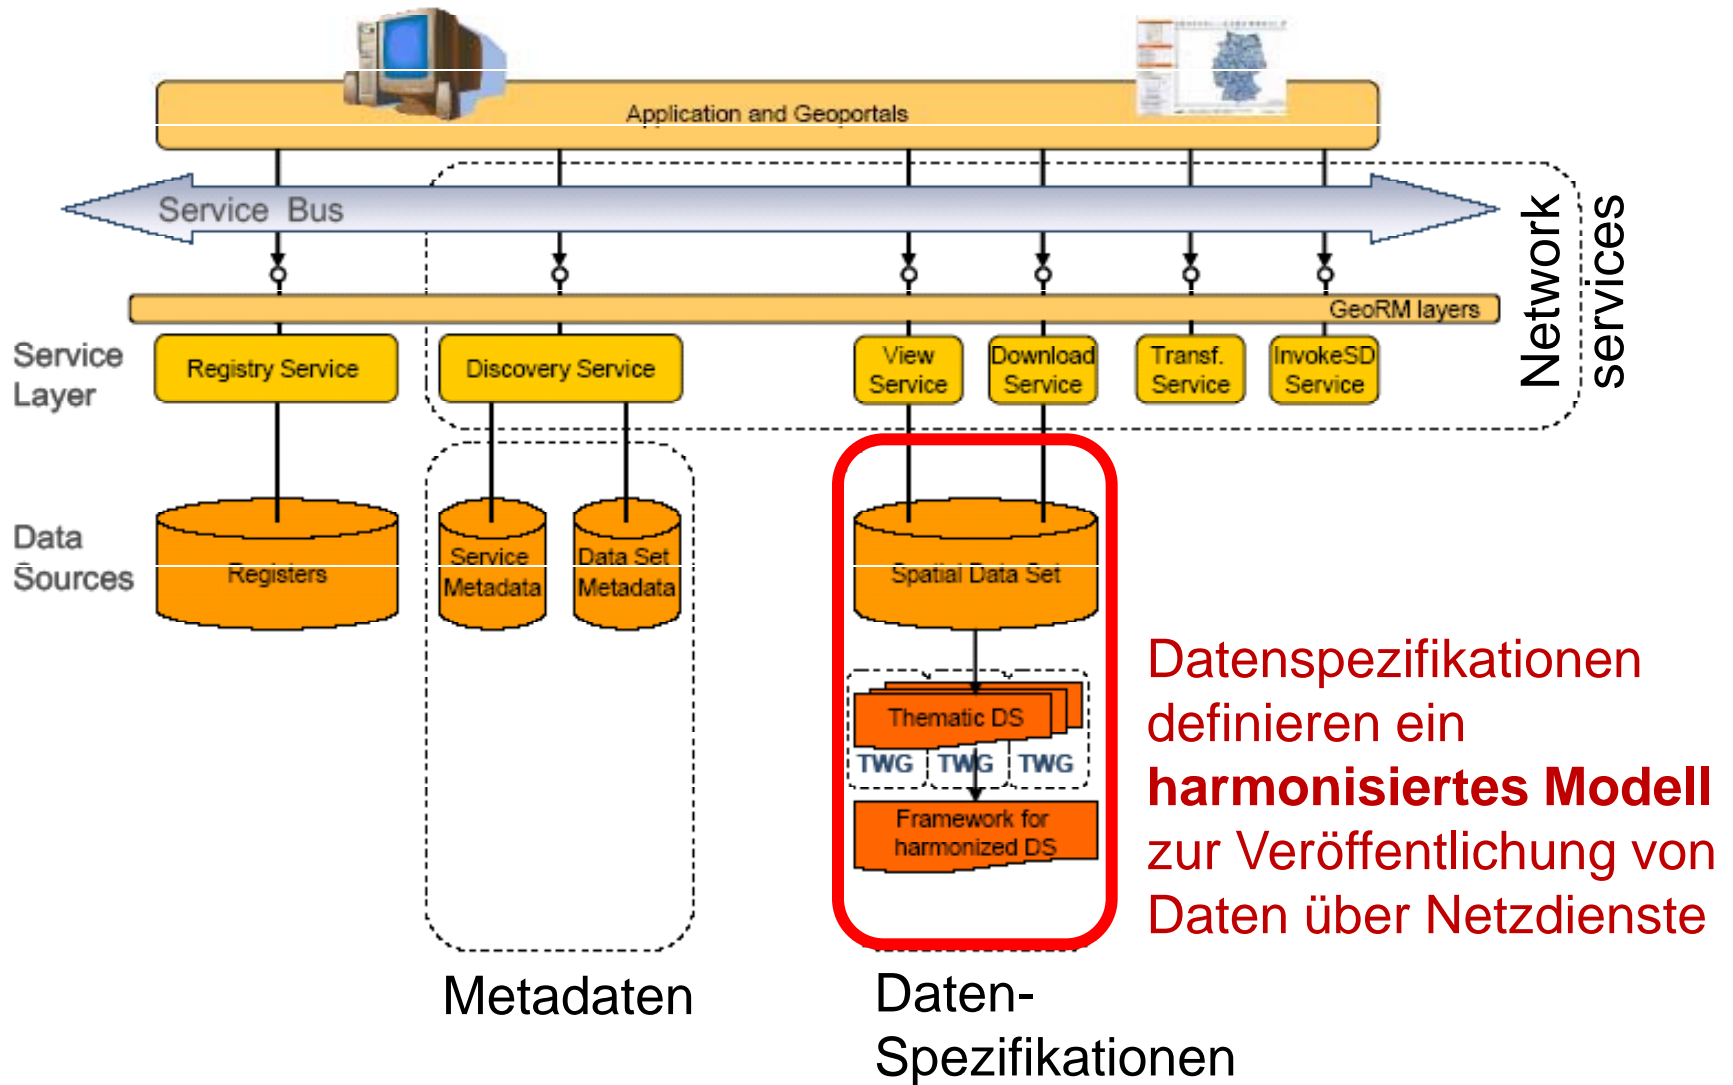 Application and Geoportals
Service Bus
Network
services
GeoRM layers
Service
Layer
Registry Service
Discovery Service
View
Service
Download
Service
Transf.
Service
InvokeSD
Service
Data
Sources
Registers
Service
Metadata
Data Set
Metadata
Spatial Data Set
Thematic DS
TWG
TWG
TWG
Framework for
harmonized DS
Datenspezifikationen
definieren ein
harmonisiertes Modell
zur Veröffentlichung von
Daten über Netzdienste
Metadaten
Daten-
Spezifikationen